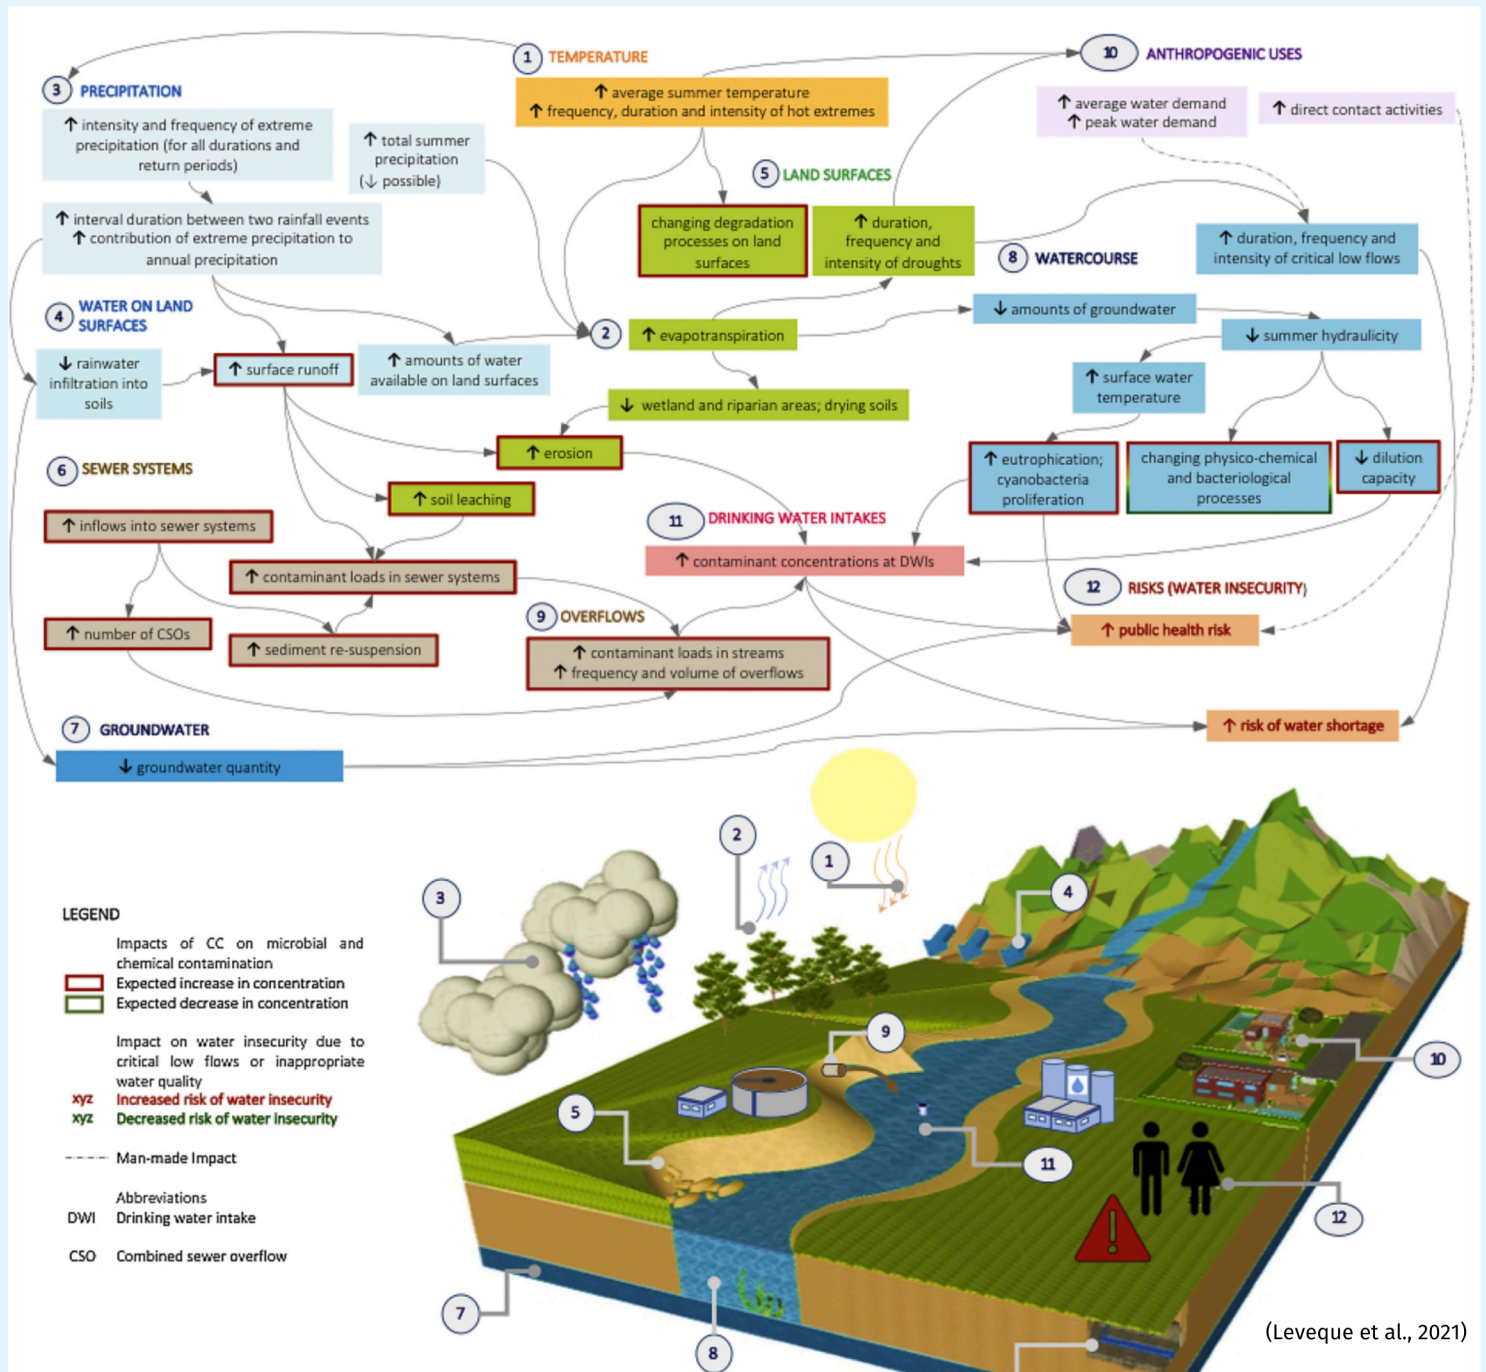 1 TEMPERATURE
↑ average summer temperature
↑ frequency, duration and intensity of hot extremes
10 ANTHROPOGENIC USES
↑ average water demand
↑ peak water demand
↑ direct contact activities
3 PRECIPITATION
↑ intensity and frequency of extreme
precipitation (for all durations and
return periods)
↑ total summer
precipitation
(↓ possible)
↑ interval duration between two rainfall events
↑ contribution of extreme precipitation to
annual precipitation
5 LAND SURFACES
changing degradation
processes on land
surfaces
↑ duration,
frequency and
intensity of droughts
8 WATERCOURSE
↑ duration, frequency and
intensity of critical low flows
4 WATER ON LAND
SURFACES
↓ rainwater
infiltration into
soils
↑ surface runoff
↑ amounts of water
available on land surfaces
2
↑ evapotranspiration
↓ amounts of groundwater
↓ summer hydraulicity
↑ surface water
temperature
↓ wetland and riparian areas; drying soils
↑ erosion
↑ soil leaching
↑ eutrophication;
cyanobacteria
proliferation
changing physico-chemical
and bacteriological
processes
↓ dilution
capacity
6 SEWER SYSTEMS
↑ inflows into sewer systems
↑ contaminant loads in sewer systems
↑ number of CSOs
↑ sediment re-suspension
11 DRINKING WATER INTAKES
↑ contaminant concentrations at DWIs
9 OVERFLOWS
↑ contaminant loads in streams
↑ frequency and volume of overflows
12 RISKS (WATER INSECURITY)
↑ public health risk
↑ risk of water shortage
7 GROUNDWATER
↓ groundwater quantity
LEGEND
Impacts of CC on microbial and
chemical contamination
Expected increase in concentration
Expected decrease in concentration
Impact on water insecurity due to
critical low flows or inappropriate
water quality
xyz Increased risk of water insecurity
xyz Decreased risk of water insecurity
Man-made Impact
Abbreviations
DWI Drinking water intake
CSO Combined sewer overflow
2
1
3
4
9
10
5
11
12
7
8
(Leveque et al., 2021)